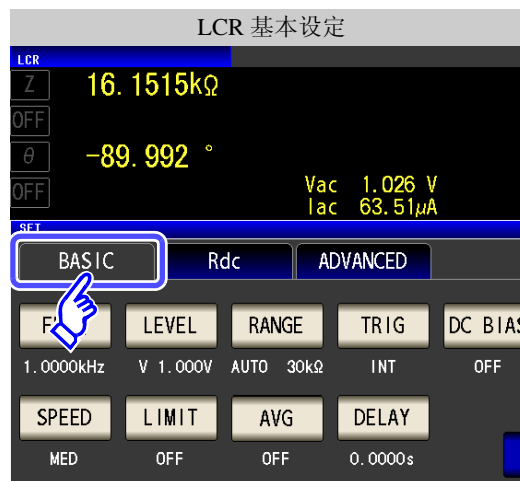 LCR 基本设定
LCR
Z 16.1515kΩ
OFF
θ -89.992 °
OFF
Vac 1.026 V
Iac 63.51μA
SET
BASIC Rdc ADVANCED
LEVEL RANGE TRIG DC BIAS
1.0000kHz V 1.000V AUTO 30kΩ INT OFF
SPEED LIMIT AVG DELAY
MED OFF OFF 0.0000s